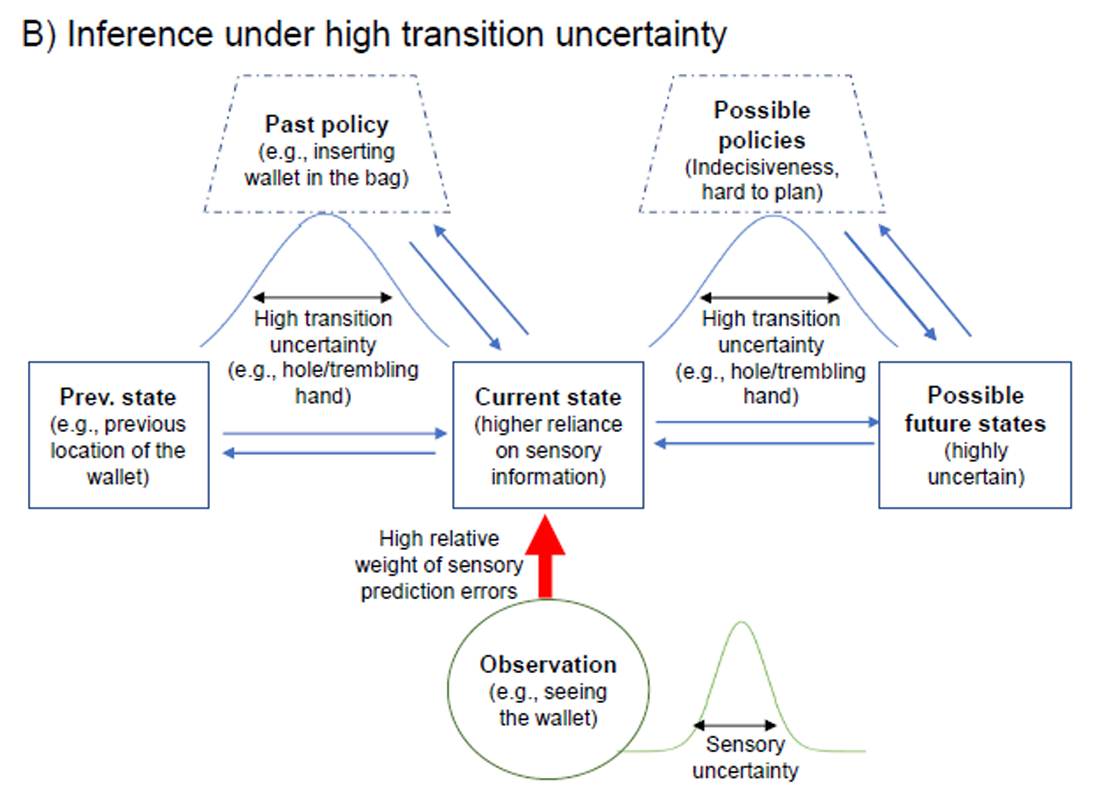 B) Inference under high transition uncertainty
Past policy
(e.g., inserting
wallet in the bag)
Possible
policies
(Indecisiveness,
hard to plan)
High transition
uncertainty
(e.g., hole/trembling
hand)
High transition
uncertainty
(e.g., hole/trembling
hand)
Prev. state
(e.g., previous
location of the
wallet)
Current state
(higher reliance
on sensory
information)
Possible
future states
(highly
uncertain)
High relative
weight of sensory
prediction errors
Observation
(e.g., seeing
the wallet)
Sensory
uncertainty